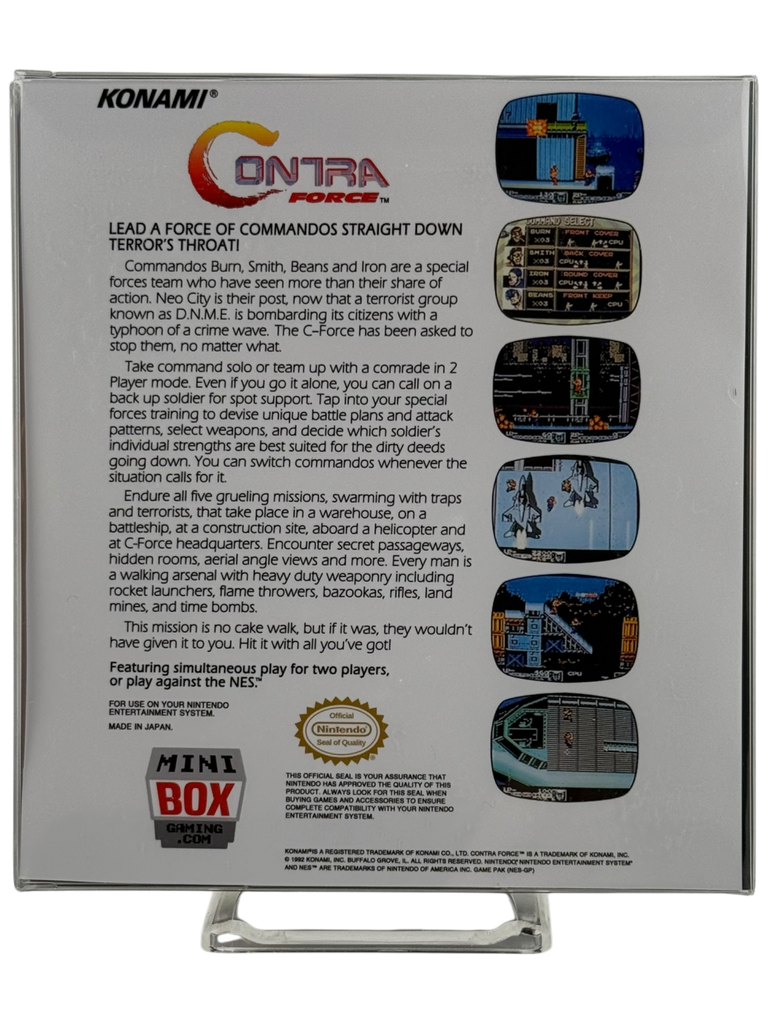 KONAMI®
CONTRA
FORCE™
LEAD A FORCE OF COMMANDOS STRAIGHT DOWN
TERROR'S THROAT!
Commandos Burn, Smith, Beans and Iron are a special
forces team who have seen more than their share of
action. Neo City is their post, now that a terrorist group
known as D.N.M.E. is bombarding its citizens with a
typhoon of a crime wave. The C-Force has been asked to
stop them, no matter what.
Take command solo or team up with a comrade in 2
Player mode. Even if you go it alone, you can call on a
back up soldier for spot support. Tap into your special
forces training to devise unique battle plans and attack
patterns, select weapons, and decide which soldier's
individual strengths are best suited for the dirty deeds
going down. You can switch commandos whenever the
situation calls for it.
Endure all five grueling missions, swarming with traps
and terrorists, that take place in a warehouse, on a
battleship, at a construction site, aboard a helicopter and
at C-Force headquarters. Encounter secret passageways,
hidden rooms, aerial angle views and more. Every man is
a walking arsenal with heavy duty weaponry including
rocket launchers, flame throwers, bazookas, rifles, land
mines, and time bombs.
This mission is no cake walk, but if it was, they wouldn't
have given it to you. Hit it with all you've got!
Featuring simultaneous play for two players,
or play against the NES.™
FOR USE ON YOUR NINTENDO
ENTERTAINMENT SYSTEM.
MADE IN JAPAN.
MINI
BOX
GAMING
.COM
Official
Nintendo
Seal of Quality
THIS OFFICIAL SEAL IS YOUR ASSURANCE THAT
NINTENDO HAS APPROVED THE QUALITY OF THIS
PRODUCT. ALWAYS LOOK FOR THIS SEAL WHEN
BUYING GAMES AND ACCESSORIES TO ENSURE
COMPLETE COMPATIBILITY WITH YOUR NINTENDO
ENTERTAINMENT SYSTEM.
KONAMI® IS A REGISTERED TRADEMARK OF KONAMI CO., LTD. CONTRA FORCE™ IS A TRADEMARK OF KONAMI, INC.
© 1992 KONAMI, INC. BUFFALO GROVE, IL. ALL RIGHTS RESERVED. NINTENDO,® NINTENDO ENTERTAINMENT SYSTEM®
AND NES™ ARE TRADEMARKS OF NINTENDO OF AMERICA INC. GAME PAK (NES-GP)
COMMAND SELECT
BURN FRONT COVER
X03 CPU
SMITH BACK COVER
X03 CPU
IRON ROUND COVER
X03 CPU
BEANS FRONT KEEP
X03 CPU
CPU